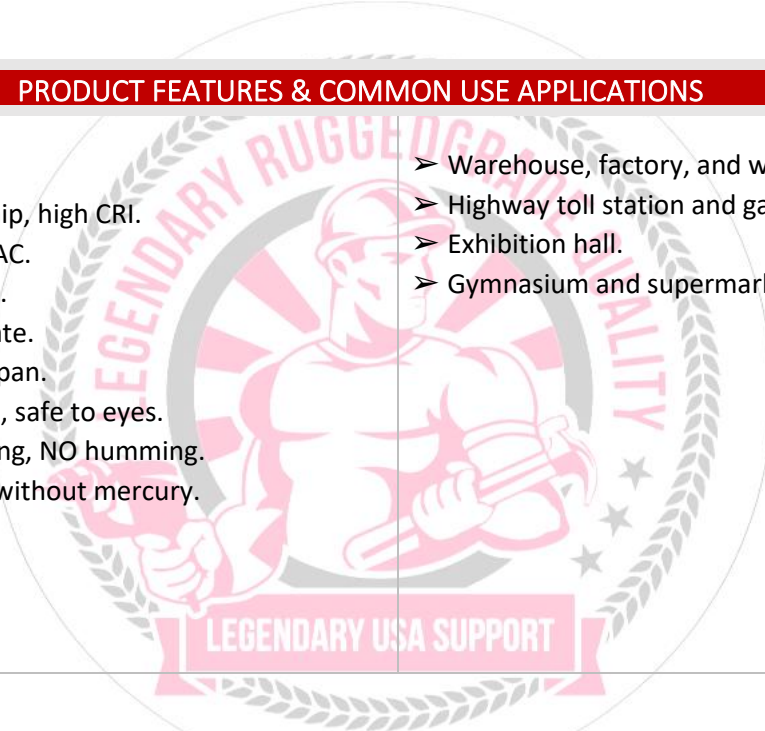 PRODUCT FEATURES & COMMON USE APPLICATIONS
ip, high CRI.
AC.
.
te.
pan.
, safe to eyes.
ng, NO humming.
without mercury.
➢ Warehouse, factory, and w
➢ Highway toll station and ga
➢ Exhibition hall.
➢ Gymnasium and supermark
LEGENDARY RUGGEDGRADE QUALITY
LEGENDARY USA SUPPORT